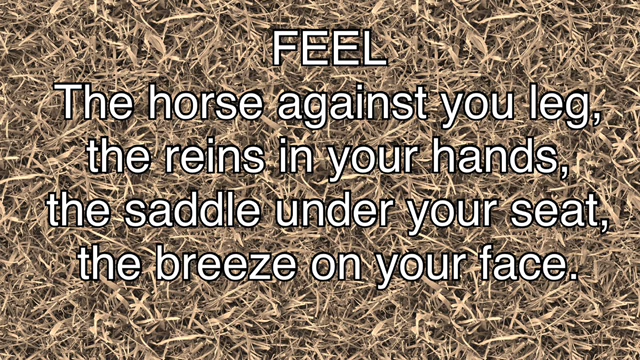 FEEL
The horse against you leg,
the reins in your hands,
the saddle under your seat,
the breeze on your face.